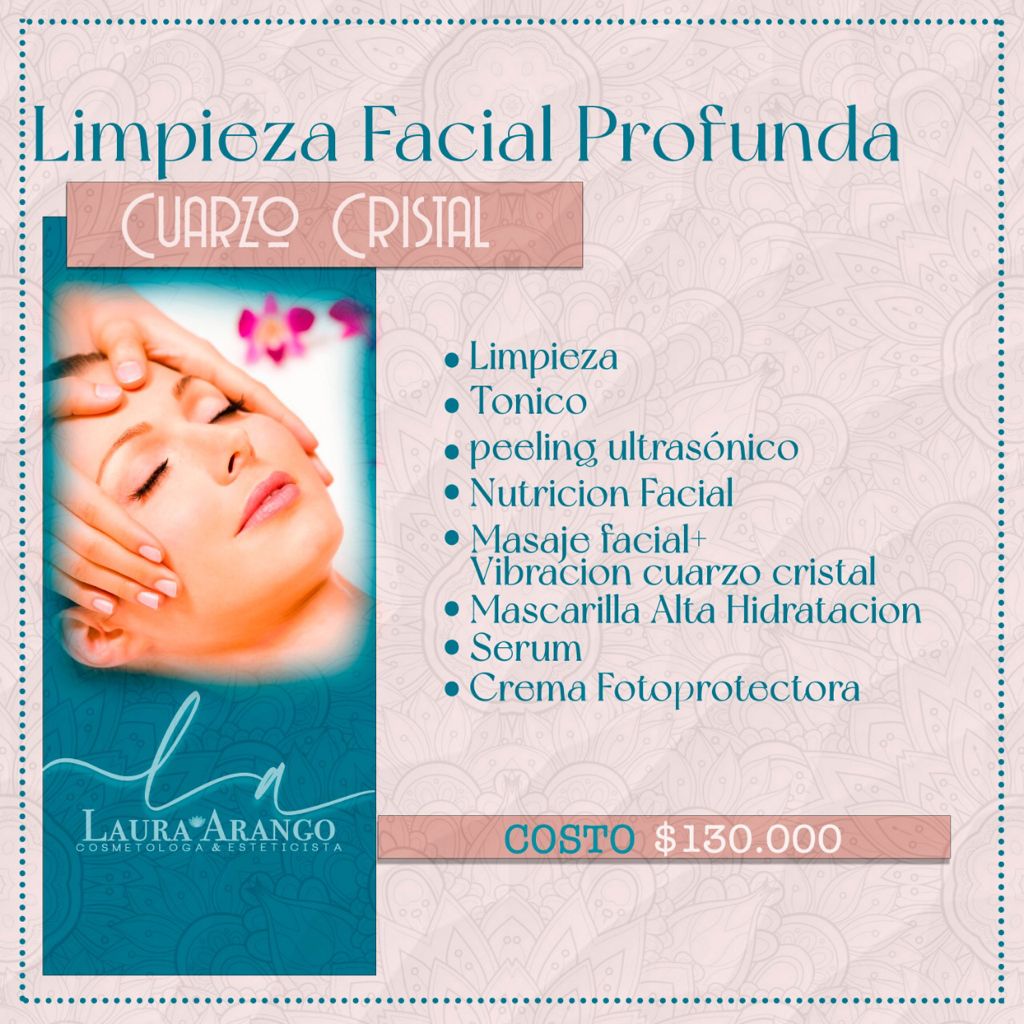 Limpieza Facial Profunda
Cuarzo Cristal
• Limpieza
• Tonico
• peeling ultrasónico
• Nutricion Facial
• Masaje facial+
Vibracion cuarzo cristal
• Mascarilla Alta Hidratacion
• Serum
• Crema Fotoprotectora
la
Laura Arango
COSMETOLOGA & ESTETICISTA
COSTO $130.000